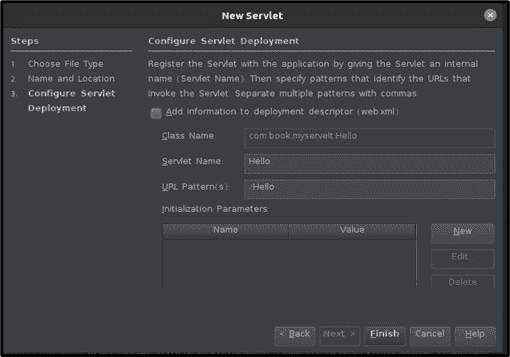 New Servlet
Steps
1. Choose File Type
2. Name and Location
3. Configure Servlet
Deployment
Configure Servlet Deployment
Register the Servlet with the application by giving the Servlet an internal
name (Servlet Name). Then specify patterns that identify the URLs that
invoke the Servlet. Separate multiple patterns with commas
Add information to deployment descriptor (web.xml)
Class Name: com.book.myservelt.Hello
Servlet Name: Hello
URL Pattern(s): /Hello
Initialization Parameters:
Name Value
New
Edit
Delete
< Back Next > Finish Cancel Help